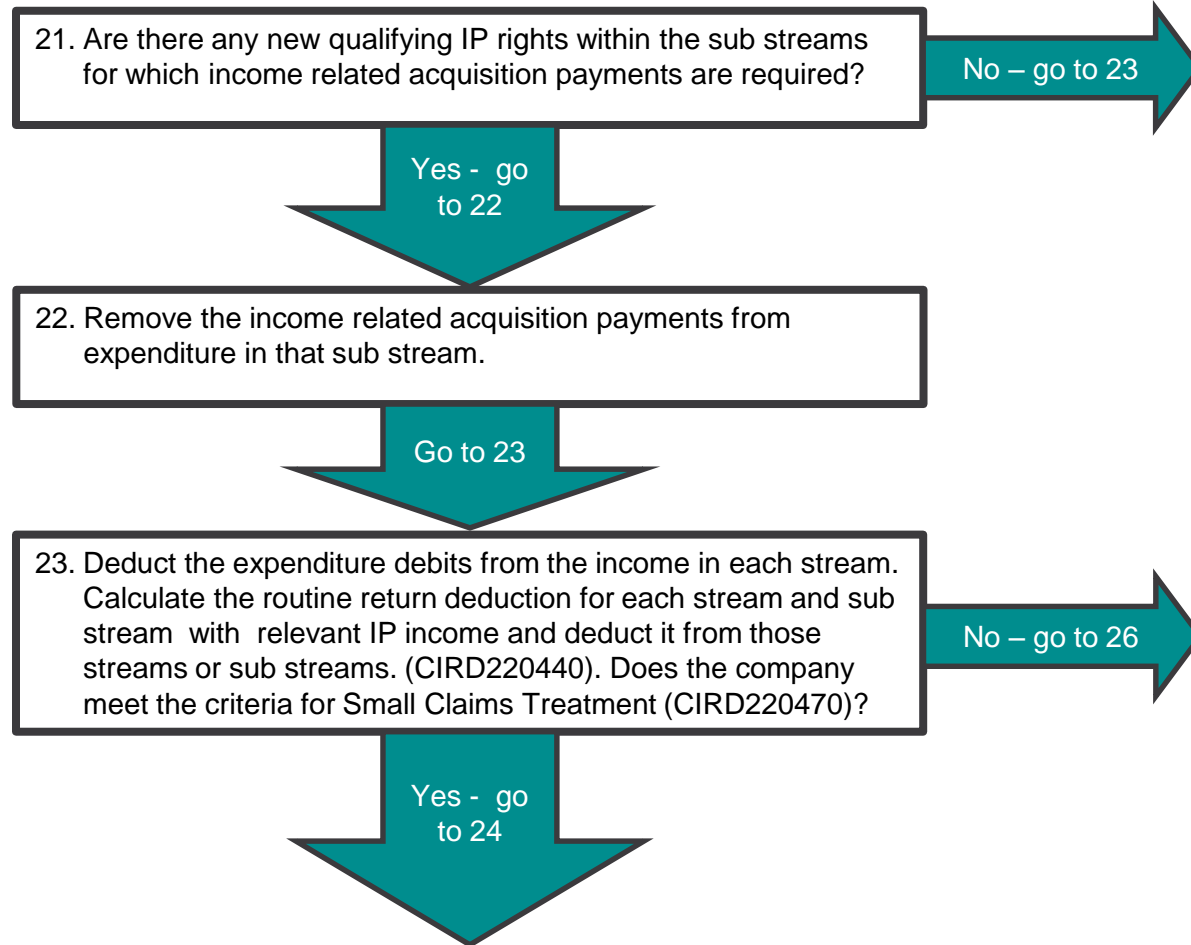 21. Are there any new qualifying IP rights within the sub streams
for which income related acquisition payments are required?
No – go to 23
Yes - go
to 22
22. Remove the income related acquisition payments from
expenditure in that sub stream.
Go to 23
23. Deduct the expenditure debits from the income in each stream.
Calculate the routine return deduction for each stream and sub
stream with relevant IP income and deduct it from those
streams or sub streams. (CIRD220440). Does the company
meet the criteria for Small Claims Treatment (CIRD220470)?
No – go to 26
Yes - go
to 24